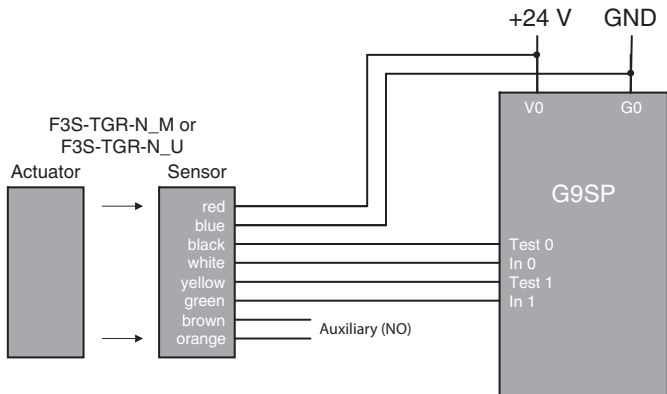 +24 V GND
V0 G0
F3S-TGR-N_M or
F3S-TGR-N_U
Actuator Sensor
G9SP
red
blue
black
white
yellow
green
brown
orange
Test 0
In 0
Test 1
In 1
Auxiliary (NO)